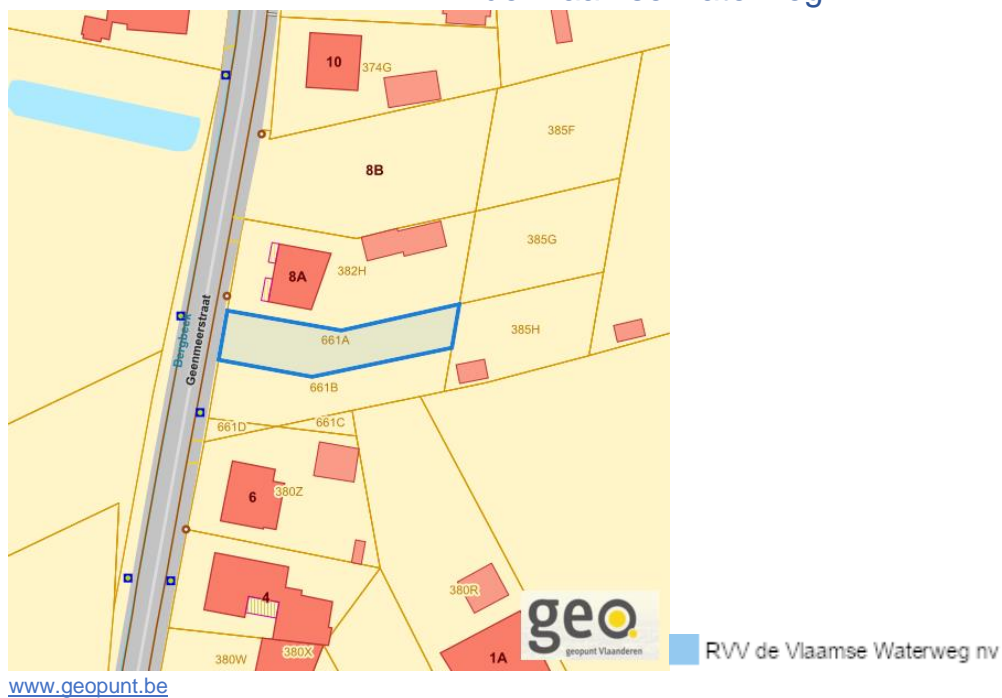 10
374G
385F
8B
385G
8A
382H
Bergbeek
Geenmeerstraat
661A
385H
661B
661D
661C
6
380Z
4
380R
380W
380X
1A
geo
geopunt Vlaanderen
RVV de Vlaamse Waterweg nv
www.geopunt.be